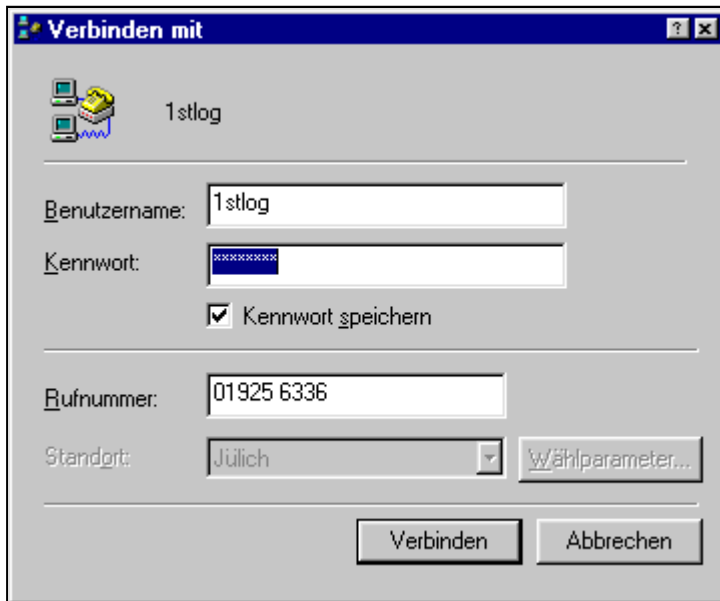 Verbinden mit
1stlog
Benutzername: 1stlog
Kennwort: ********
Kennwort speichern
Rufnummer: 01925 6336
Standort: Jülich Wählparameter...
Verbinden Abbrechen